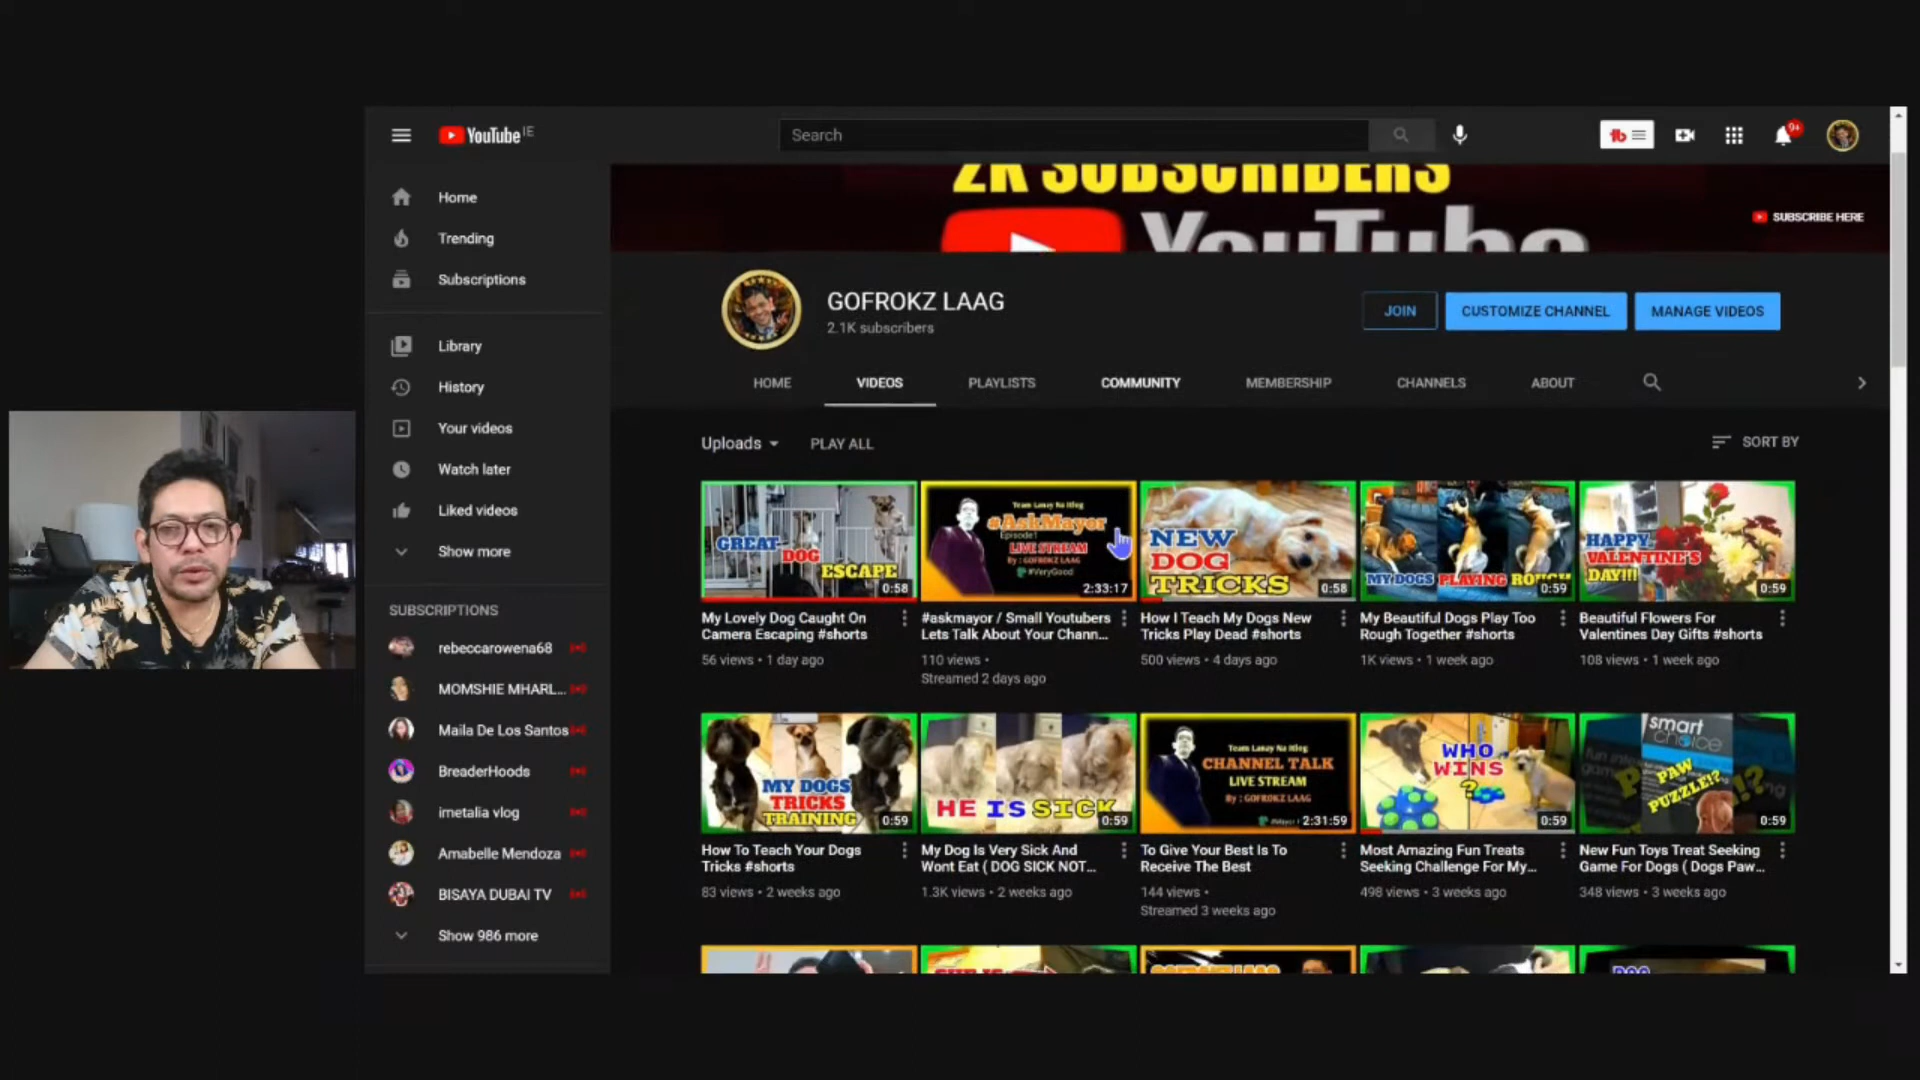 2K SUBSCRIBERS
YouTube IE
Search
9+
YouTube
SUBSCRIBE HERE
Home
Trending
Subscriptions
Library
History
Your videos
Watch later
Liked videos
Show more
SUBSCRIPTIONS
rebeccarowena68
MOMSHIE MHARL...
Maila De Los Santos
BreaderHoods
imetalia vlog
Amabelle Mendoza
BISAYA DUBAI TV
Show 986 more
GOFROKZ LAAG
2.1K subscribers
JOIN
CUSTOMIZE CHANNEL
MANAGE VIDEOS
HOME
VIDEOS
PLAYLISTS
COMMUNITY
MEMBERSHIP
CHANNELS
ABOUT
Uploads
PLAY ALL
SORT BY
GREAT DOG ESCAPE
0:58
My Lovely Dog Caught On
Camera Escaping #shorts
56 views • 1 day ago
#AskMayor
Episode1
LIVE STREAM
By : GOFROKZ LAAG
#VeryGood
2:33:17
#askmayor / Small Youtubers
Lets Talk About Your Chann...
110 views •
Streamed 2 days ago
NEW
DOG
TRICKS
0:58
How I Teach My Dogs New
Tricks Play Dead #shorts
500 views • 4 days ago
MY DOGS PLAYING ROUGH
0:59
My Beautiful Dogs Play Too
Rough Together #shorts
1K views • 1 week ago
HAPPY
VALENTINE'S
DAY!!!
0:59
Beautiful Flowers For
Valentines Day Gifts #shorts
108 views • 1 week ago
MY DOGS
TRICKS
TRAINING
0:59
How To Teach Your Dogs
Tricks #shorts
83 views • 2 weeks ago
HE IS SICK
0:59
My Dog Is Very Sick And
Wont Eat ( DOG SICK NOT...
1.3K views • 2 weeks ago
CHANNEL TALK
LIVE STREAM
By : GOFROKZ LAAG
2:31:59
To Give Your Best Is To
Receive The Best
144 views •
Streamed 3 weeks ago
WHO
WINS
?
0:59
Most Amazing Fun Treats
Seeking Challenge For My...
498 views • 3 weeks ago
smart
choice
PAW
PUZZLE!?
0:59
New Fun Toys Treat Seeking
Game For Dogs ( Dogs Paw...
348 views • 3 weeks ago